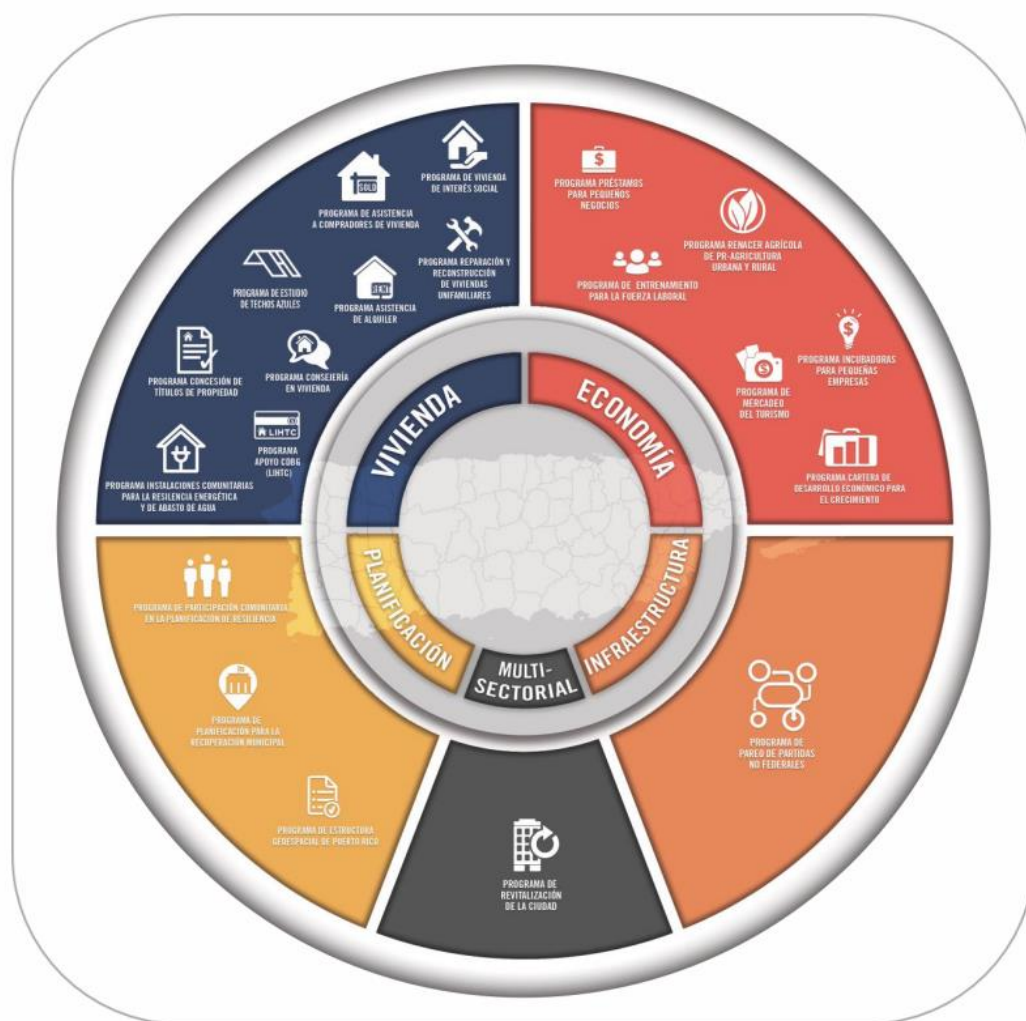 PROGRAMA DE VIVIENDA
DE INTERÉS SOCIAL
SOLD
PROGRAMA DE ASISTENCIA
A COMPRADORES DE VIVIENDA
PROGRAMA REPARACIÓN Y
RECONSTRUCCIÓN
DE VIVIENDAS
UNIFAMILIARES
PROGRAMA DE ESTUDIO
DE TECHOS AZULES
RENT
PROGRAMA ASISTENCIA
DE ALQUILER
PROGRAMA CONCESIÓN DE
TÍTULOS DE PROPIEDAD
PROGRAMA CONSEJERÍA
EN VIVIENDA
LIHTC
PROGRAMA
APOYO CDBG
(LIHTC)
PROGRAMA INSTALACIONES COMUNITARIAS
PARA LA RESILENCIA ENERGÉTICA
Y DE ABASTO DE AGUA
PROGRAMA PRÉSTAMOS
PARA PEQUEÑOS
NEGOCIOS
PROGRAMA RENACER AGRÍCOLA
DE PR-AGRICULTURA
URBANA Y RURAL
PROGRAMA DE ENTRENAMIENTO
PARA LA FUERZA LABORAL
PROGRAMA INCUBADORAS
PARA PEQUEÑAS
EMPRESAS
PROGRAMA DE
MERCADEO
DEL TURISMO
PROGRAMA CARTERA DE
DESARROLLO ECONÓMICO PARA
EL CRECIMIENTO
VIVIENDA
ECONOMÍA
PLANIFICACIÓN
MULTI-
SECTORIAL
INFRAESTRUCTURA
PROGRAMA DE PARTICIPACIÓN COMUNITARIA
EN LA PLANIFICACIÓN DE RESILIENCIA
PROGRAMA DE
PLANIFICACIÓN PARA LA
RECUPERACIÓN MUNICIPAL
PROGRAMA DE ESTRUCTURA
GEOESPACIAL DE PUERTO RICO
PROGRAMA DE
REVITALIZACIÓN
DE LA CIUDAD
PROGRAMA DE
PAREO DE PARTIDAS
NO FEDERALES